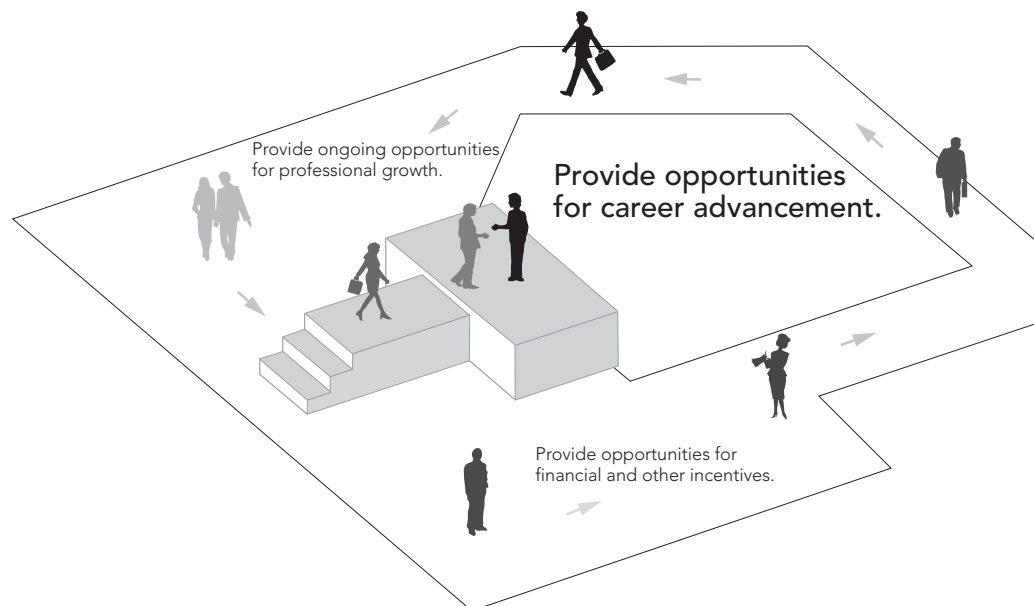 Provide ongoing opportunities
for professional growth.
Provide opportunities
for career advancement.
Provide opportunities for
financial and other incentives.